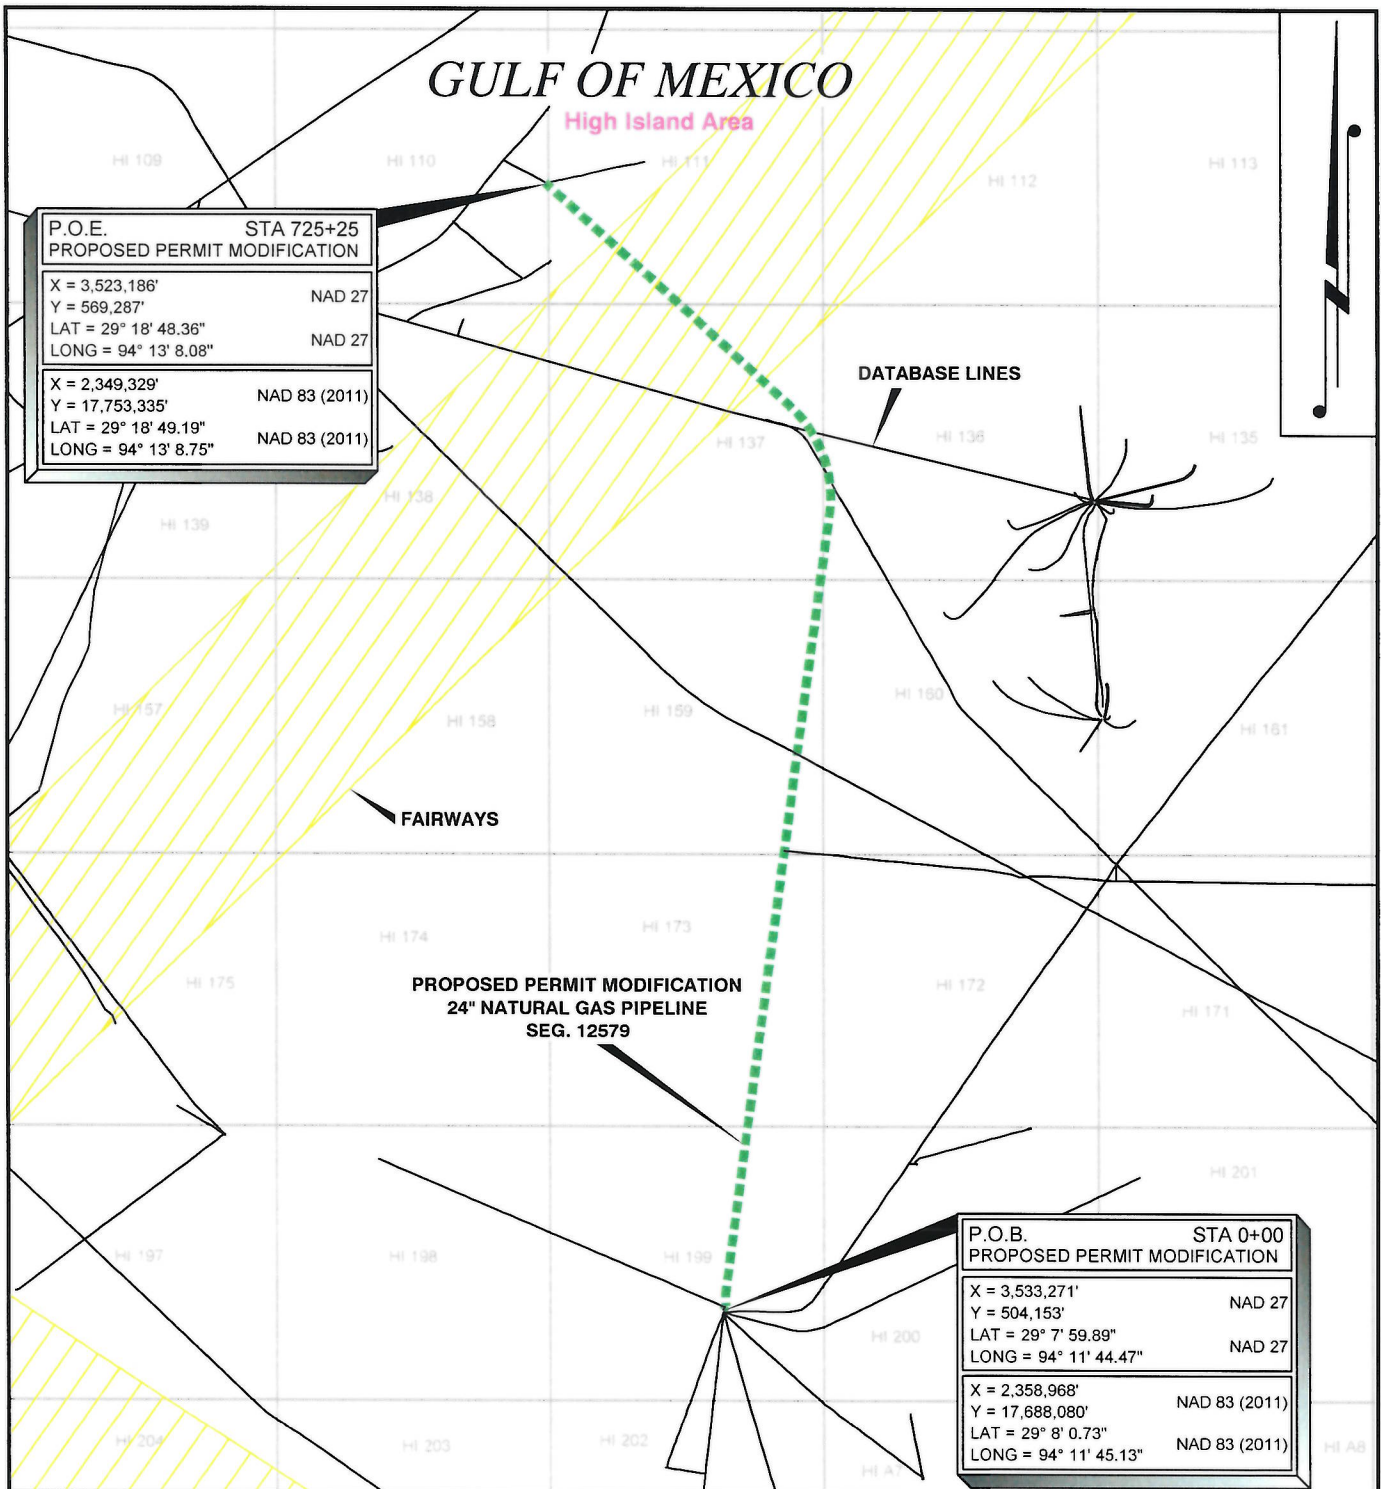 GULF OF MEXICO
High Island Area
HI 109
HI 110
HI 111
HI 112
HI 113
P.O.E. STA 725+25
PROPOSED PERMIT MODIFICATION
X = 3,523,186'
Y = 569,287'
NAD 27
LAT = 29° 18' 48.36"
LONG = 94° 13' 8.08"
NAD 27
X = 2,349,329'
Y = 17,753,335'
NAD 83 (2011)
LAT = 29° 18' 49.19"
LONG = 94° 13' 8.75"
NAD 83 (2011)
DATABASE LINES
HI 139
HI 138
HI 137
HI 136
HI 135
HI 157
HI 158
HI 159
HI 160
HI 161
FAIRWAYS
HI 175
HI 174
HI 173
HI 172
HI 171
PROPOSED PERMIT MODIFICATION
24" NATURAL GAS PIPELINE
SEG. 12579
HI 197
HI 198
HI 199
HI 200
HI 201
P.O.B. STA 0+00
PROPOSED PERMIT MODIFICATION
X = 3,533,271'
Y = 504,153'
NAD 27
LAT = 29° 7' 59.89"
LONG = 94° 11' 44.47"
NAD 27
X = 2,358,968'
Y = 17,688,080'
NAD 83 (2011)
LAT = 29° 8' 0.73"
LONG = 94° 11' 45.13"
NAD 83 (2011)
HI 204
HI 203
HI 202
HI A8